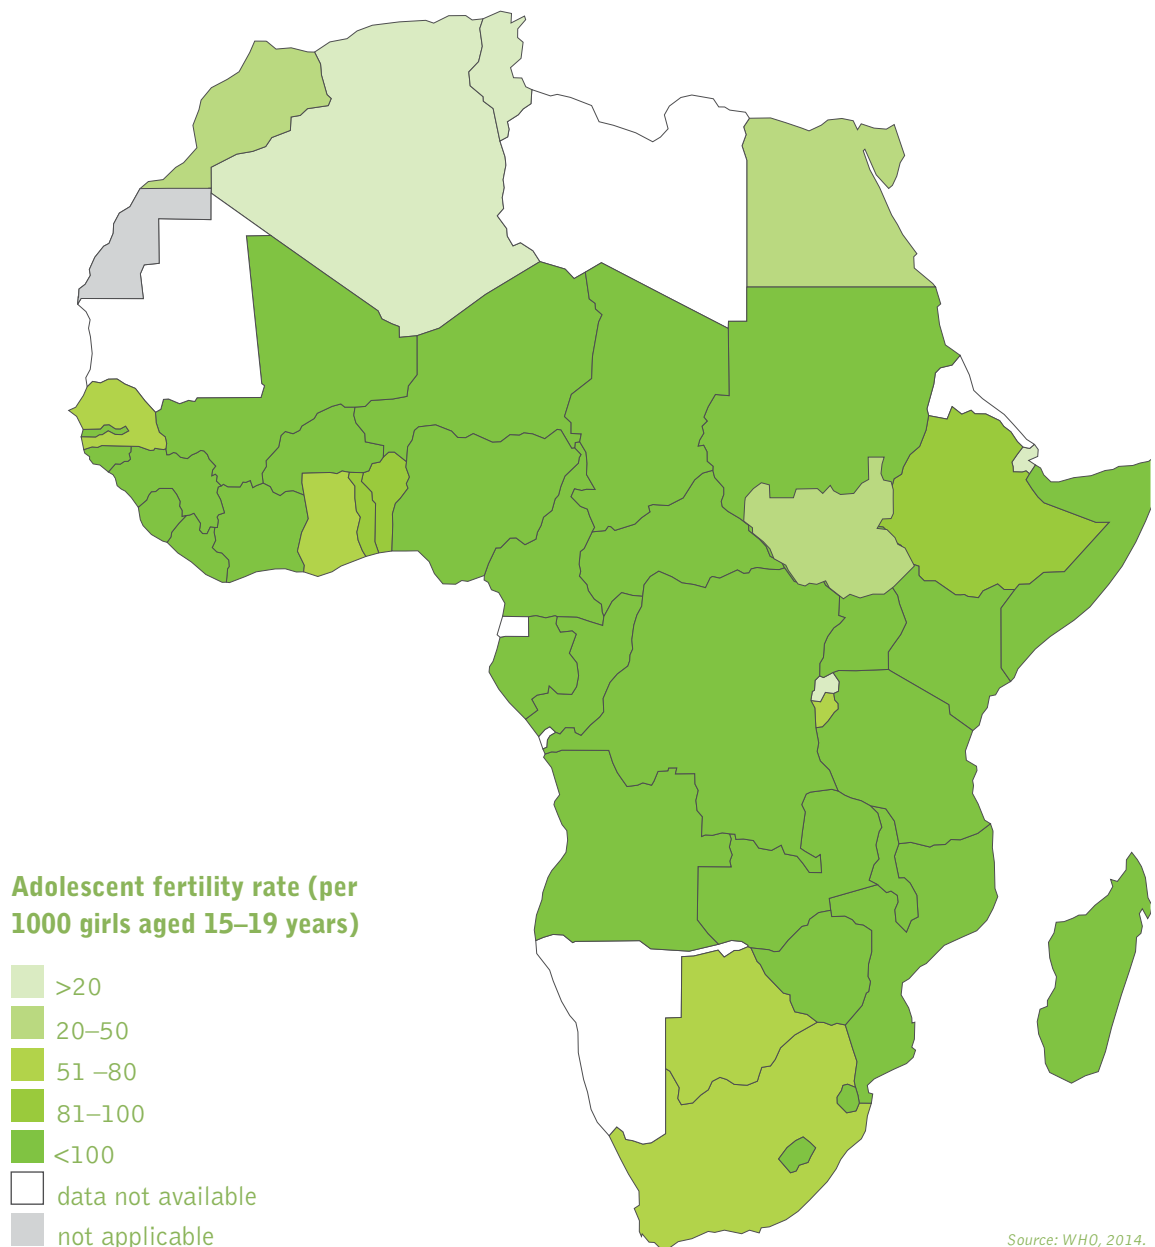 Adolescent fertility rate (per
1000 girls aged 15–19 years)
>20
20–50
51 –80
81–100
<100
data not available
not applicable
Source: WHO, 2014.